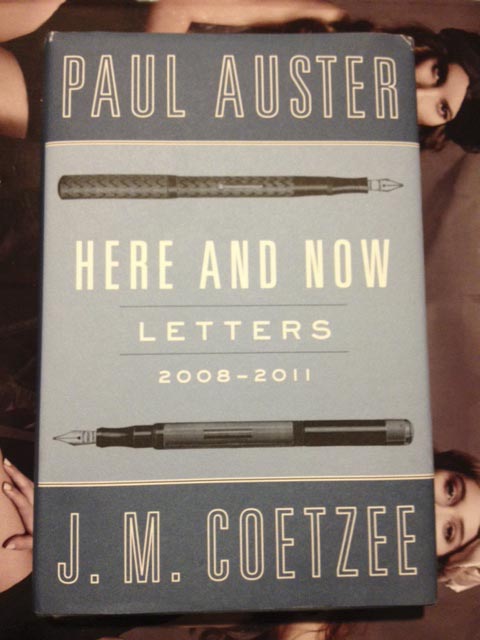 PAUL AUSTER
HERE AND NOW
LETTERS
2008–2011
J. M. COETZEE